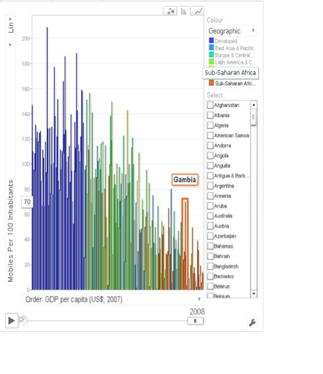 Colour
Geographic
Developed
East Asia & Pacific
Europe & Central ...
Latin America & C...
Sub-Saharan Africa
Sub-Saharan Afri...
Select
Afghanistan
Albania
Algeria
American Samoa
Andorra
Angola
Anguilla
Antigua & Barb...
Argentina
Armenia
Aruba
Australia
Austria
Azerbaijan
Bahamas
Bahrain
Bangladesh
Barbados
Belarus
Belgium
Lin
Mobiles Per 100 Inhabitants
200
180
160
140
120
100
80
70
60
40
20
0
Gambia
Order: GDP per capita (US$; 2007)
2008